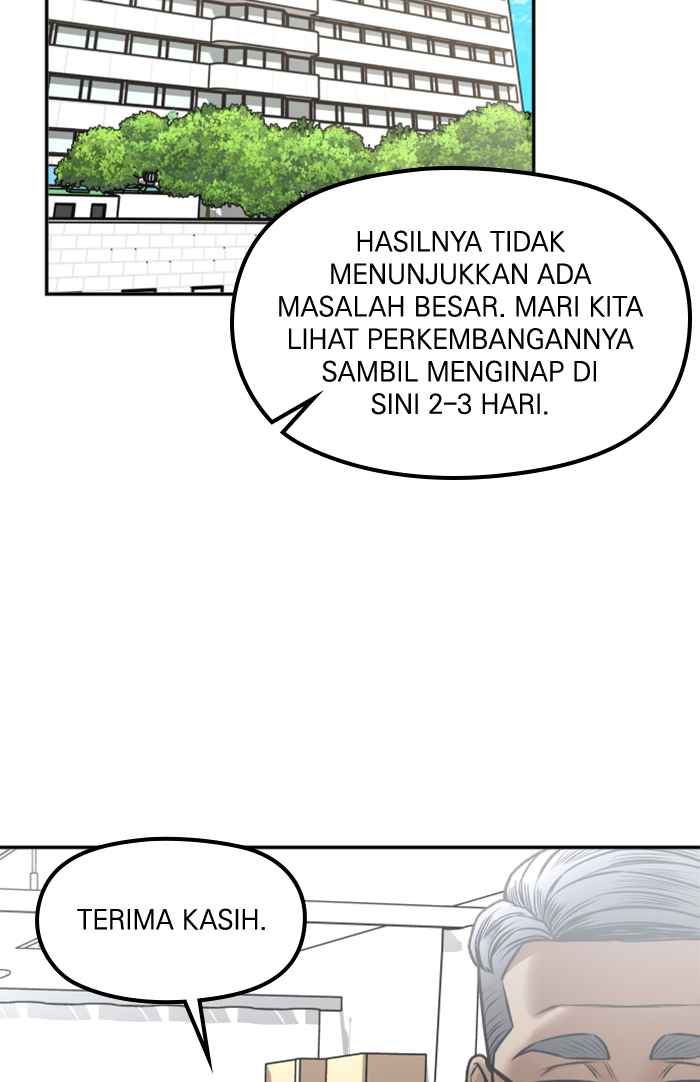 HASILNYA TIDAK
MENUNJUKKAN ADA
MASALAH BESAR. MARI KITA
LIHAT PERKEMBANGANNYA
SAMBIL MENGINAP DI
SINI 2-3 HARI.
TERIMA KASIH.